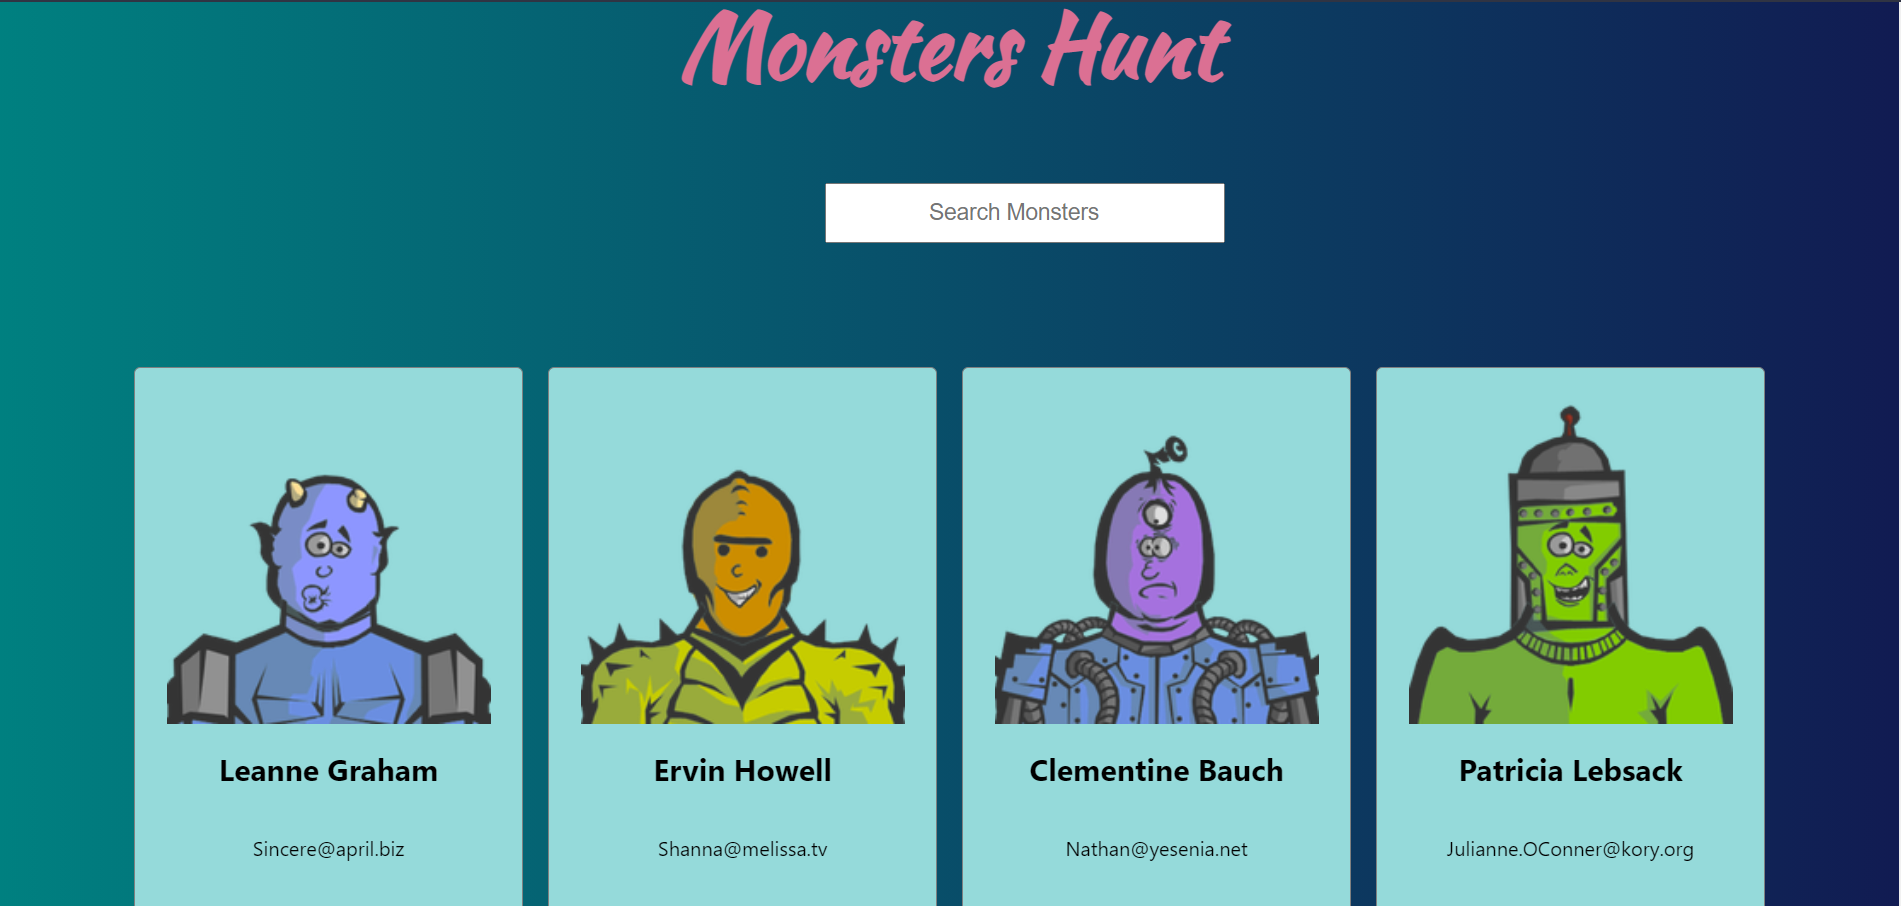 Monsters Hunt
Search Monsters
Leanne Graham
Sincere@april.biz
Ervin Howell
Shanna@melissa.tv
Clementine Bauch
Nathan@yesenia.net
Patricia Lebsack
Julianne.OConner@kory.org